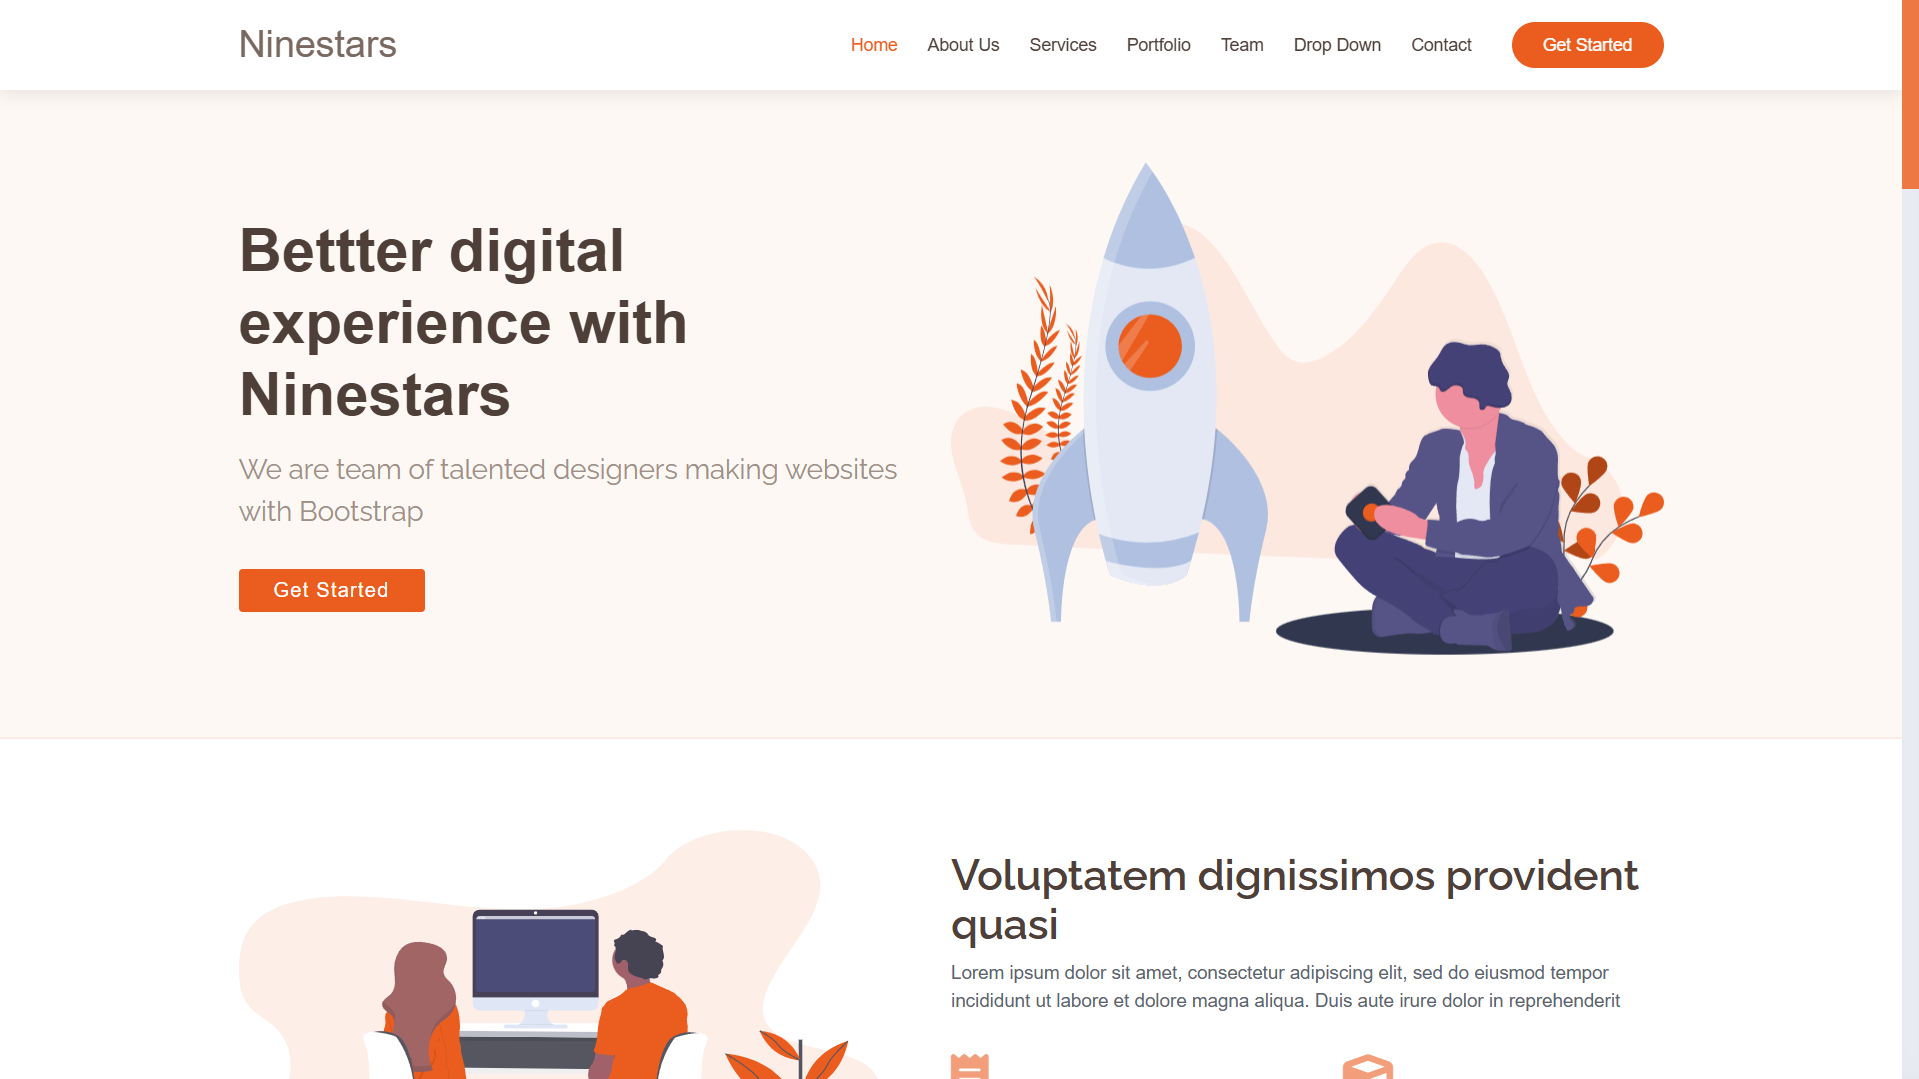 Ninestars
Home About Us Services Portfolio Team Drop Down Contact Get Started
Bettter digital
experience with
Ninestars
We are team of talented designers making websites
with Bootstrap
Get Started
Voluptatem dignissimos provident
quasi
Lorem ipsum dolor sit amet, consectetur adipiscing elit, sed do eiusmod tempor
incididunt ut labore et dolore magna aliqua. Duis aute irure dolor in reprehenderit